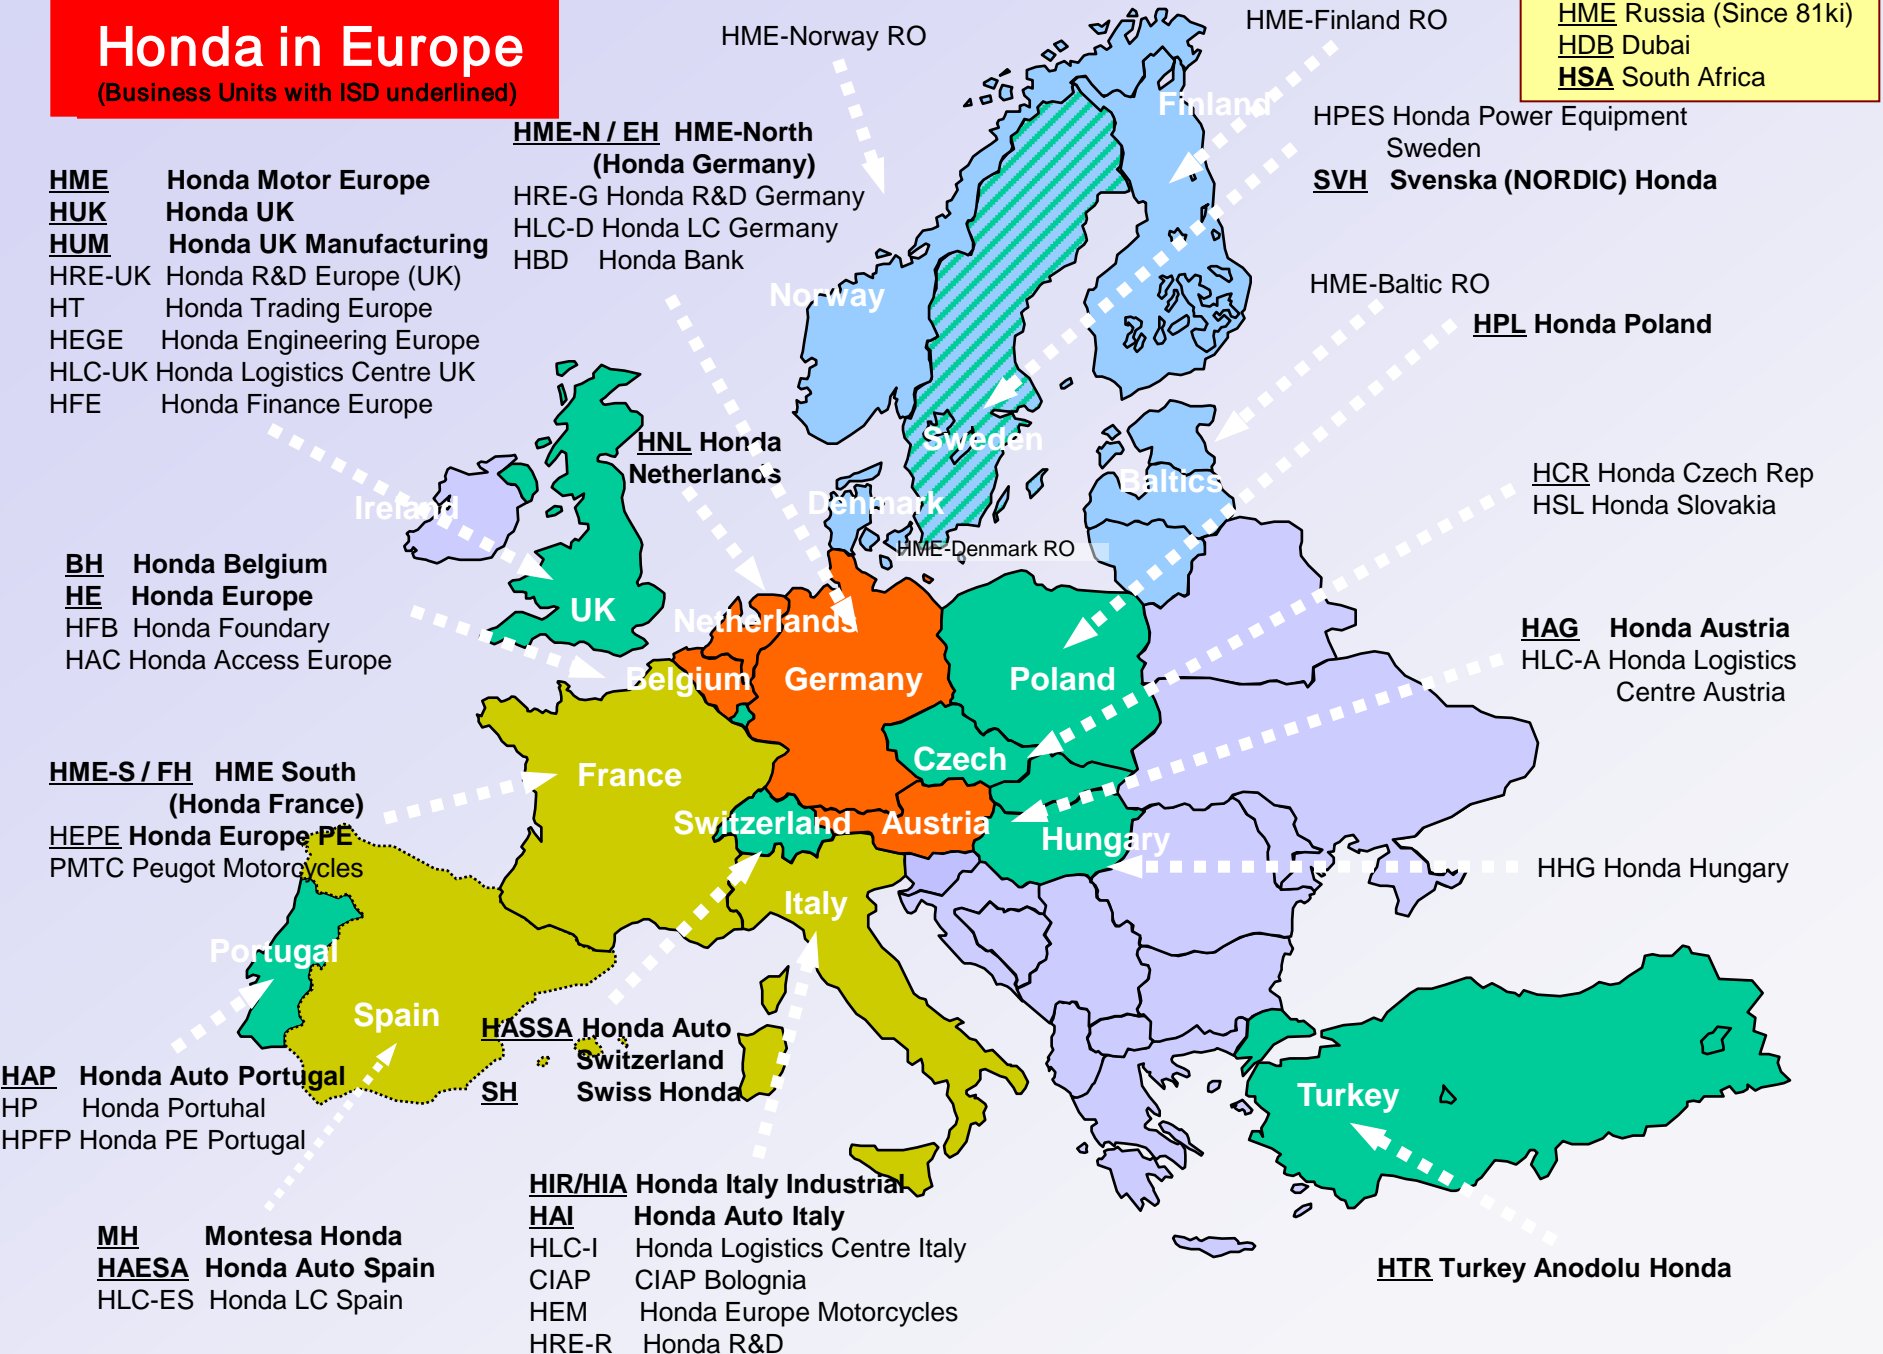 Honda in Europe
(Business Units with ISD underlined)
HME-Norway RO
HME-Finland RO
HME Russia (Since 81ki)
HDB Dubai
HSA South Africa
HPES Honda Power Equipment
Sweden
SVH Svenska (NORDIC) Honda
HME-N / EH HME-North
(Honda Germany)
HRE-G Honda R&D Germany
HLC-D Honda LC Germany
HBD Honda Bank
HME Honda Motor Europe
HUK Honda UK
HUM Honda UK Manufacturing
HRE-UK Honda R&D Europe (UK)
HT Honda Trading Europe
HEGE Honda Engineering Europe
HLC-UK Honda Logistics Centre UK
HFE Honda Finance Europe
HME-Baltic RO
HPL Honda Poland
HNL Honda
Netherlands
HCR Honda Czech Rep
HSL Honda Slovakia
BH Honda Belgium
HE Honda Europe
HFB Honda Foundary
HAC Honda Access Europe
HME-Denmark RO
HAG Honda Austria
HLC-A Honda Logistics
Centre Austria
HME-S / FH HME South
(Honda France)
HEPE Honda Europe PE
PMTC Peugot Motorcycles
HHG Honda Hungary
HASSA Honda Auto
Switzerland
SH Swiss Honda
HAP Honda Auto Portugal
HP Honda Portuhal
HPFP Honda PE Portugal
MH Montesa Honda
HAESA Honda Auto Spain
HLC-ES Honda LC Spain
HIR/HIA Honda Italy Industrial
HAI Honda Auto Italy
HLC-I Honda Logistics Centre Italy
CIAP CIAP Bolognia
HEM Honda Europe Motorcycles
HRE-R Honda R&D
HTR Turkey Anodolu Honda
Finland
Norway
Sweden
Denmark
Baltics
Ireland
UK
Netherlands
Belgium
Germany
Poland
Czech
France
Switzerland
Austria
Hungary
Italy
Portugal
Spain
Turkey